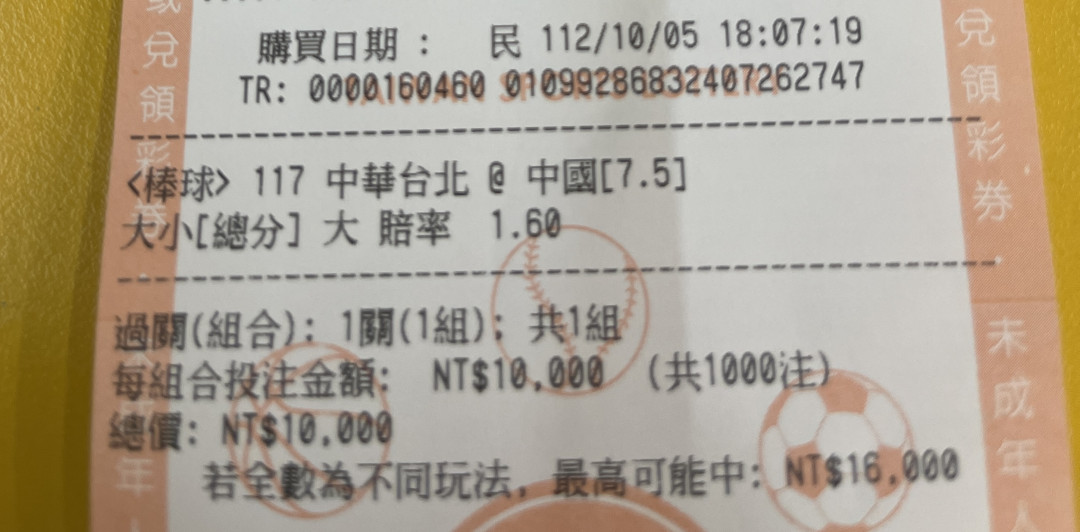 購買日期： 民 112/10/05 18:07:19
TR: 0000160460 01099286832407262747
<棒球> 117 中華台北 @ 中國[7.5]
大小[總分] 大 賠率 1.60
過關(組合): 1關(1組): 共1組
每組合投注金額: NT$10,000 (共1000注)
總價: NT$10,000
若全數為不同玩法, 最高可能中: NT$16,000
兌領彩券
兌領彩券
未成年人
年